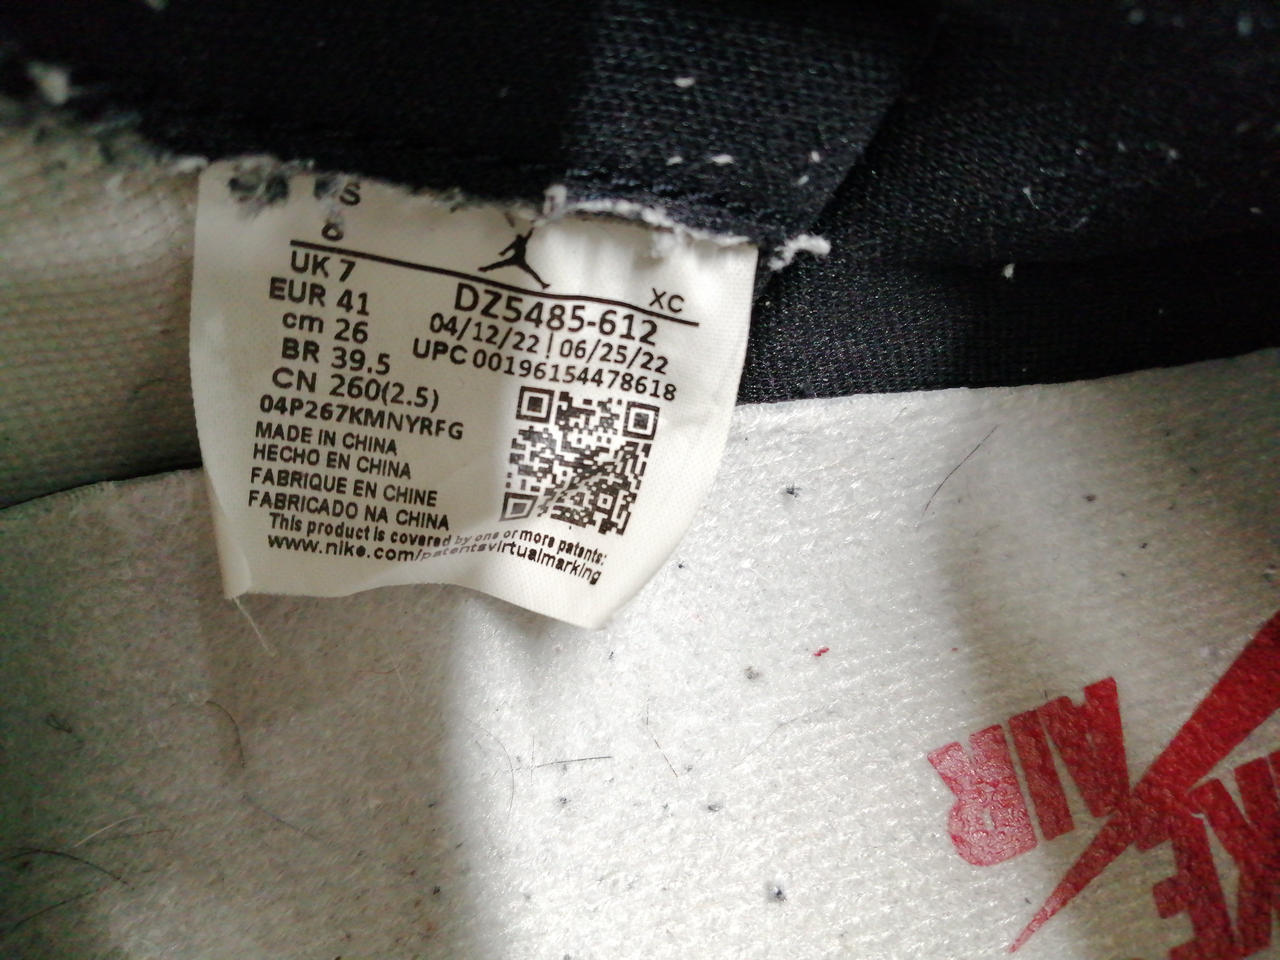 S
8
UK 7
EUR 41
cm 26
BR 39.5
CN 260(2.5)
04P267KMNYRFG
MADE IN CHINA
HECHO EN CHINA
FABRIQUE EN CHINE
FABRICADO NA CHINA
XC
DZ5485-612
04/12/22 | 06/25/22
UPC 00196154478618
This product is covered by one or more patents:
www.nike.com/patentsvirtualmarking
AIR